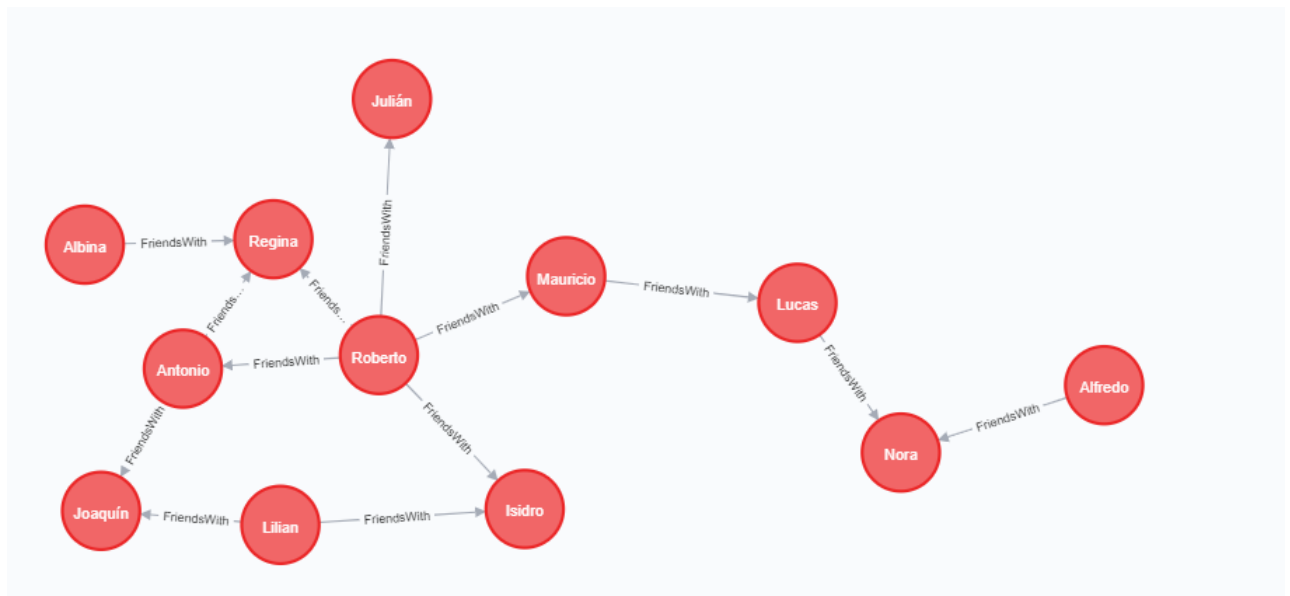 Julián
FriendsWith
Albina
FriendsWith
Regina
Friends...
Friends...
Mauricio
FriendsWith
Lucas
FriendsWith
Antonio
FriendsWith
Roberto
FriendsWith
FriendsWith
Alfredo
FriendsWith
Nora
FriendsWith
FriendsWith
Joaquín
FriendsWith
Lilian
FriendsWith
Isidro